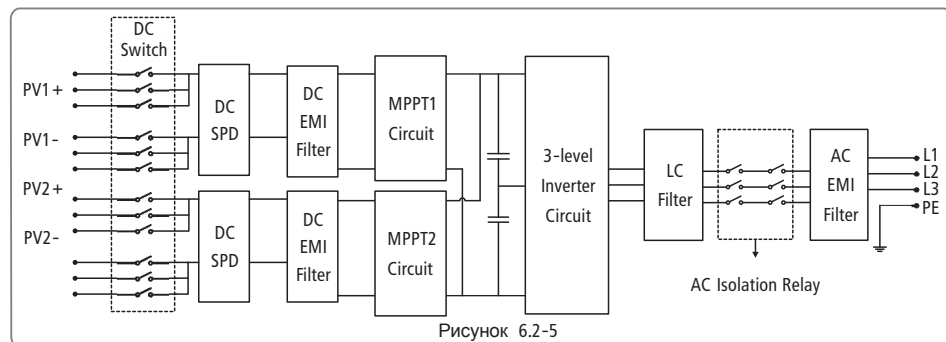 DC
Switch
PV1+
PV1-
PV2+
PV2-
DC
SPD
DC
EMI
Filter
MPPT1
Circuit
DC
SPD
DC
EMI
Filter
MPPT2
Circuit
3-level
Inverter
Circuit
LC
Filter
AC Isolation Relay
AC
EMI
Filter
L1
L2
L3
PE
Рисунок 6.2-5